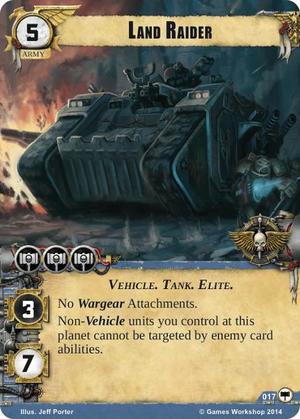 5
ARMY
LAND RAIDER
VEHICLE. TANK. ELITE.
3
No Wargear Attachments.
Non-Vehicle units you control at this
planet cannot be targeted by enemy card
abilities.
7
017
Illus. Jeff Porter
© Games Workshop 2014